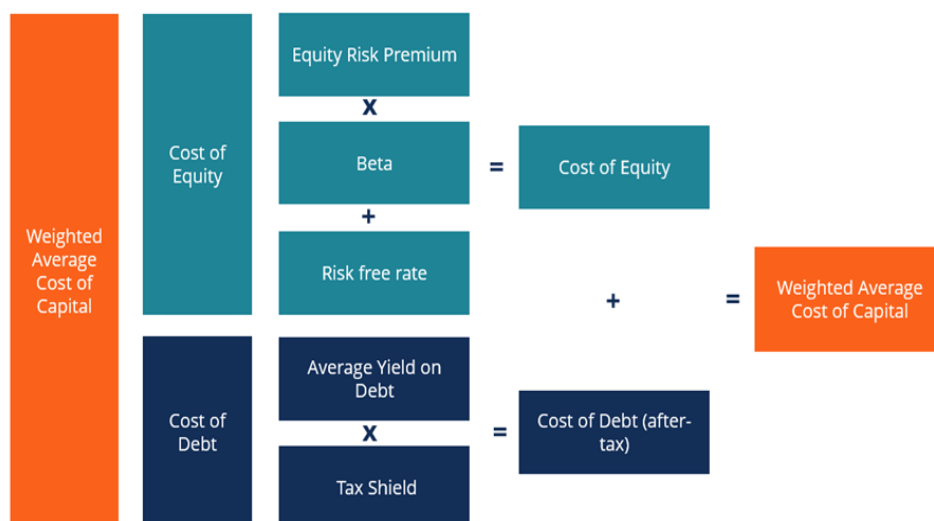 Weighted
Average
Cost of
Capital
Cost of
Equity
Equity Risk Premium
X
Beta
+
Risk free rate
=
Cost of Equity
Cost of
Debt
Average Yield on
Debt
X
Tax Shield
=
Cost of Debt (after-
tax)
+
=
Weighted Average
Cost of Capital